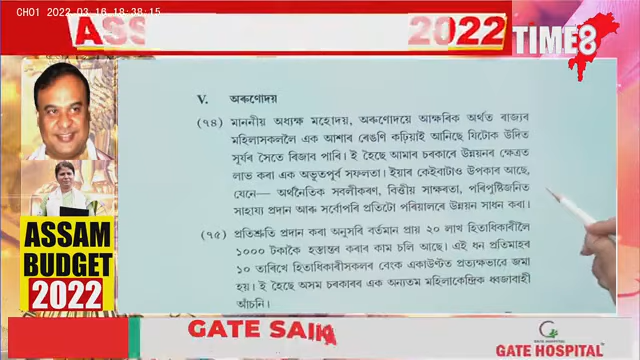 CH01 2022-03-16 18:38:15
ASS
2022
TIME8
V. অৰুণোদয়
(৭৪) মাননীয় অধ্যক্ষ মহোদয়, অৰুণোদয়ে আক্ষৰিক অৰ্থত ৰাজ্যৰ
মহিলাসকললৈ এক আশাৰ ৰেঙণি কঢ়িয়াই আনিছে যিটোক উদিত
সূৰ্যৰ সৈতে ৰিজাব পাৰি। ই হৈছে আমাৰ চৰকাৰে উন্নয়নৰ ক্ষেত্ৰত
লাভ কৰা এক অভূতপূৰ্ব সফলতা। ইয়াৰ কেইবাটাও উপকাৰ আছে,
যেনে— অৰ্থনৈতিক সবলীকৰণ, বিত্তীয় সাক্ষৰতা, পৰিপুষ্টিজনিত
সাহায্য প্ৰদান আৰু সৰ্বোপৰি প্ৰতিটো পৰিয়ালৰে উন্নয়ন সাধন কৰা।
(৭৫) প্ৰতিশ্ৰুতি প্ৰদান কৰা অনুসৰি বৰ্তমান প্ৰায় ২০ লাখ হিতাধিকাৰীলৈ
১০০০ টকাকৈ হস্তান্তৰ কৰাৰ কাম চলি আছে। এই ধন প্ৰতিমাহৰ
১০ তাৰিখে হিতাধিকাৰীসকলৰ বেংক একাউণ্টত প্ৰত্যক্ষভাৱে জমা
হয়। ই হৈছে অসম চৰকাৰৰ এক অন্যতম মহিলাকেন্দ্ৰিক ধ্বজাবাহী
আঁচনি।
ASSAM
BUDGET
2022
GATE SAIK
GATE HOSPITAL